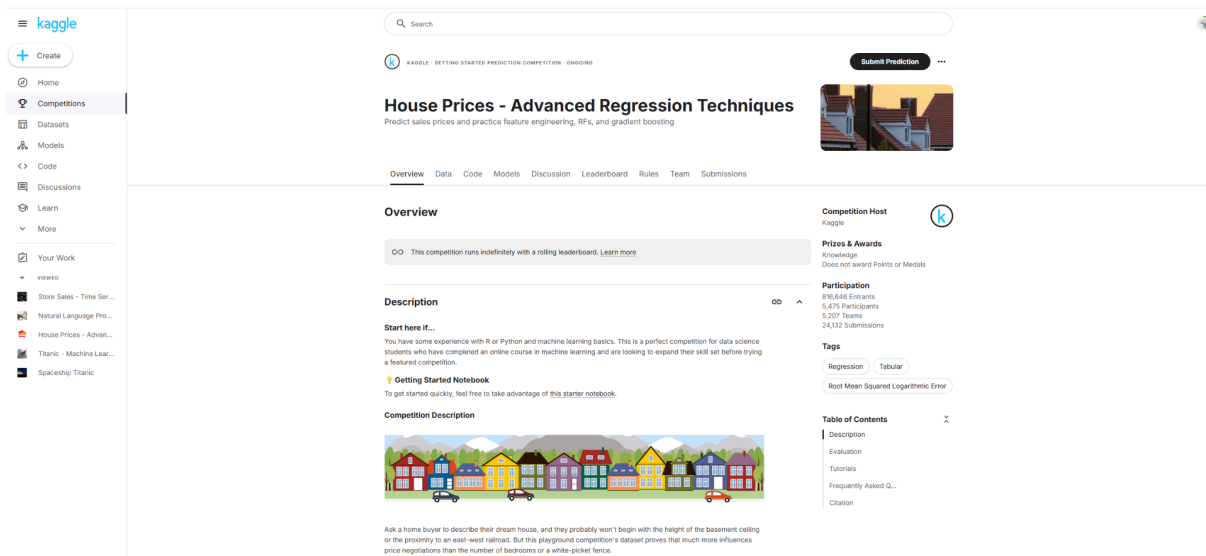 kaggle
Search
Create
Home
Competitions
Datasets
Models
Code
Discussions
Learn
More
Your Work
VIEWED
Store Sales - Time Ser...
Natural Language Pro...
House Prices - Advan...
Titanic - Machine Lear...
Spaceship Titanic
k
KAGGLE · GETTING STARTED PREDICTION COMPETITION · ONGOING
Submit Prediction
House Prices - Advanced Regression Techniques
Predict sales prices and practice feature engineering, RFs, and gradient boosting
Overview Data Code Models Discussion Leaderboard Rules Team Submissions
Overview
This competition runs indefinitely with a rolling leaderboard. Learn more
Description
Start here if...
You have some experience with R or Python and machine learning basics. This is a perfect competition for data science
students who have completed an online course in machine learning and are looking to expand their skill set before trying
a featured competition.
Getting Started Notebook
To get started quickly, feel free to take advantage of this starter notebook.
Competition Description
Ask a home buyer to describe their dream house, and they probably won't begin with the height of the basement ceiling
or the proximity to an east-west railroad. But this playground competition's dataset proves that much more influences
price negotiations than the number of bedrooms or a white-picket fence.
Competition Host
Kaggle
k
Prizes & Awards
Knowledge
Does not award Points or Medals
Participation
816,646 Entrants
5,475 Participants
5,207 Teams
24,132 Submissions
Tags
Regression Tabular
Root Mean Squared Logarithmic Error
Table of Contents
Description
Evaluation
Tutorials
Frequently Asked Q...
Citation